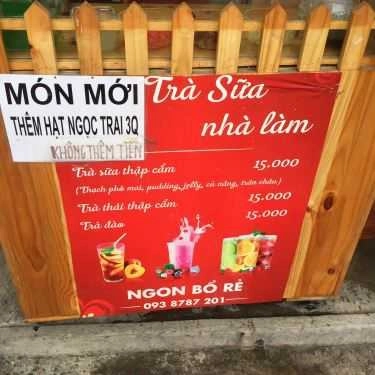 MÓN MỚI
THÊM HẠT NGỌC TRAI 3Q
KHÔNG THÊM TIỀN
Trà Sữa
nhà làm
Trà sữa thập cẩm 15.000
(Thạch phô mai, pudding, jelly, củ năng, trân châu)
Trà thái thập cẩm 15.000
Trà đào 15.000
NGON BỔ RẺ
093 8787 201